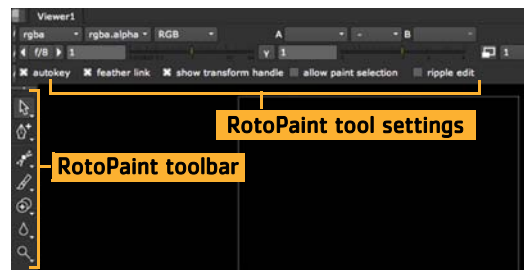 Viewer1
rgba rgba.alpha RGB A - B -
f/8 1 Y 1 1
autokey feather link show transform handle allow paint selection ripple edit
RotoPaint tool settings
RotoPaint toolbar